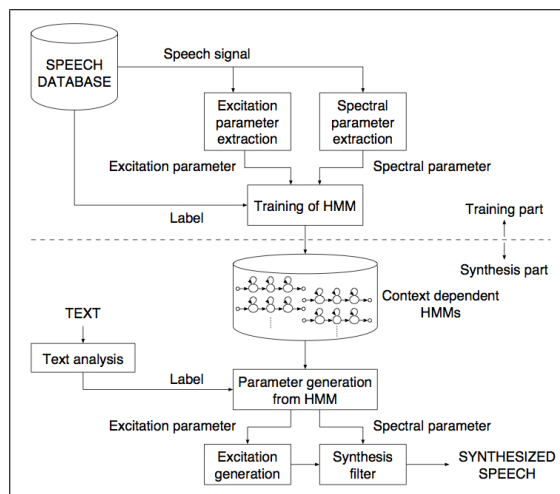 SPEECH
DATABASE
Speech signal
Excitation
parameter
extraction
Spectral
parameter
extraction
Excitation parameter
Spectral parameter
Label
Training of HMM
Training part
Synthesis part
Context dependent
HMMs
TEXT
Text analysis
Label
Parameter generation
from HMM
Excitation parameter
Spectral parameter
Excitation
generation
Synthesis
filter
SYNTHESIZED
SPEECH